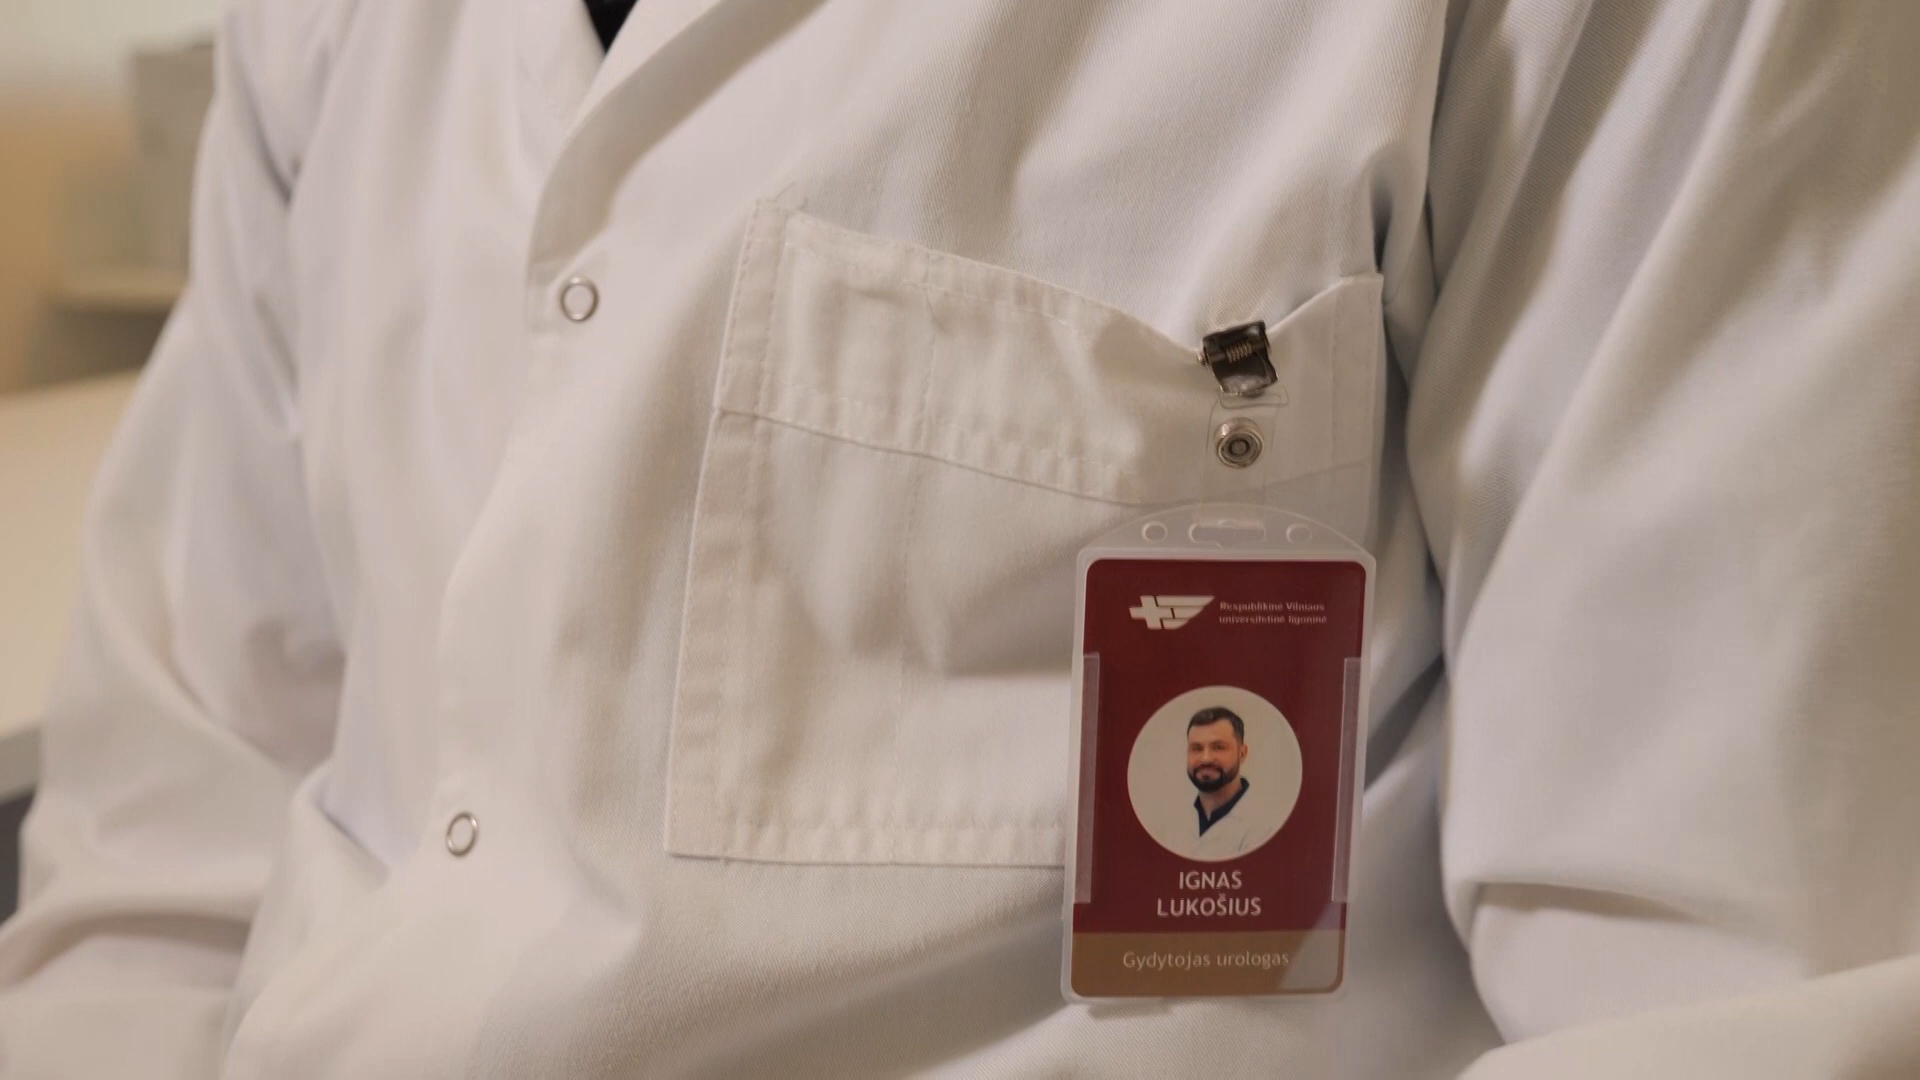 Respublikinė Vilniaus
universitetinė ligoninė
IGNAS
LUKOŠIUS
Gydytojas urologas